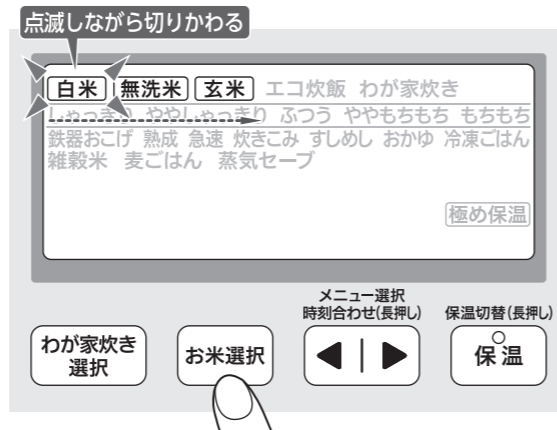 点滅しながら切りかわる
白米 無洗米 玄米 エコ炊飯 わが家炊き
しゃっきり ややしゃっきり ふつう ややもちもち もちもち
鉄器おこげ 熟成 急速 炊きこみ すしめし おかゆ 冷凍ごはん
雑穀米 麦ごはん 蒸気セーブ
極め保温
メニュー選択
時刻合わせ(長押し)
保温切替(長押し)
わが家炊き
選択
お米選択
保温